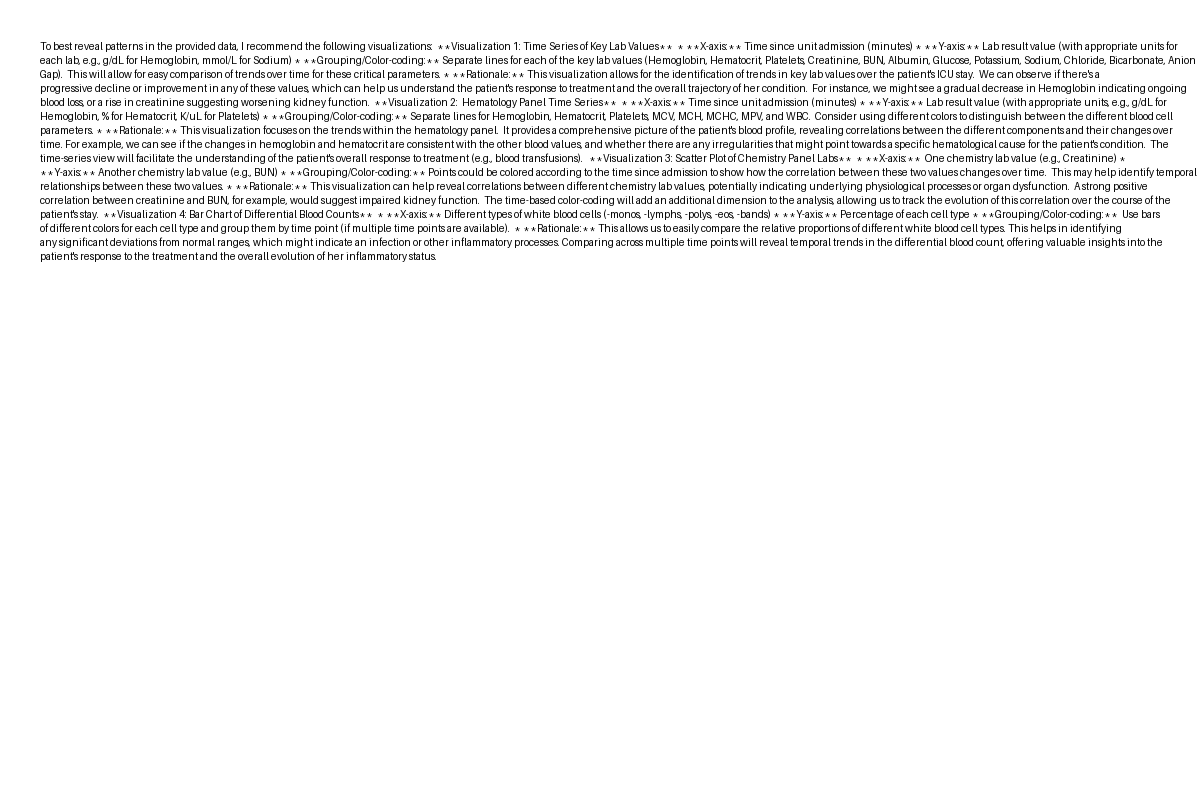 To best reveal patterns in the provided data, I recommend the following visualizations:  **Visualization 1: Time Series of Key Lab Values**  * **X-axis:** Time since unit admission (minutes) * **Y-axis:** Lab result value (with appropriate units for
each lab, e.g., g/dL for Hemoglobin, mmol/L for Sodium) * **Grouping/Color-coding:** Separate lines for each of the key lab values (Hemoglobin, Hematocrit, Platelets, Creatinine, BUN, Albumin, Glucose, Potassium, Sodium, Chloride, Bicarbonate, Anion
Gap).  This will allow for easy comparison of trends over time for these critical parameters. * **Rationale:** This visualization allows for the identification of trends in key lab values over the patient's ICU stay.  We can observe if there's a
progressive decline or improvement in any of these values, which can help us understand the patient's response to treatment and the overall trajectory of her condition.  For instance, we might see a gradual decrease in Hemoglobin indicating ongoing
blood loss, or a rise in creatinine suggesting worsening kidney function.  **Visualization 2:  Hematology Panel Time Series**  * **X-axis:** Time since unit admission (minutes) * **Y-axis:** Lab result value (with appropriate units, e.g., g/dL for
Hemoglobin, % for Hematocrit, K/uL for Platelets) * **Grouping/Color-coding:** Separate lines for Hemoglobin, Hematocrit, Platelets, MCV, MCH, MCHC, MPV, and WBC.  Consider using different colors to distinguish between the different blood cell
parameters. * **Rationale:** This visualization focuses on the trends within the hematology panel.  It provides a comprehensive picture of the patient's blood profile, revealing correlations between the different components and their changes over
time. For example, we can see if the changes in hemoglobin and hematocrit are consistent with the other blood values, and whether there are any irregularities that might point towards a specific hematological cause for the patient's condition.  The
time-series view will facilitate the understanding of the patient's overall response to treatment (e.g., blood transfusions).  **Visualization 3: Scatter Plot of Chemistry Panel Labs**  * **X-axis:** One chemistry lab value (e.g., Creatinine) *
**Y-axis:** Another chemistry lab value (e.g., BUN) * **Grouping/Color-coding:** Points could be colored according to the time since admission to show how the correlation between these two values changes over time.  This may help identify temporal
relationships between these two values. * **Rationale:** This visualization can help reveal correlations between different chemistry lab values, potentially indicating underlying physiological processes or organ dysfunction.  A strong positive
correlation between creatinine and BUN, for example, would suggest impaired kidney function.  The time-based color-coding will add an additional dimension to the analysis, allowing us to track the evolution of this correlation over the course of the
patient's stay.  **Visualization 4: Bar Chart of Differential Blood Counts**  * **X-axis:** Different types of white blood cells (-monos, -lymphs, -polys, -eos, -bands) * **Y-axis:** Percentage of each cell type * **Grouping/Color-coding:**  Use bars
of different colors for each cell type and group them by time point (if multiple time points are available).  * **Rationale:** This allows us to easily compare the relative proportions of different white blood cell types. This helps in identifying
any significant deviations from normal ranges, which might indicate an infection or other inflammatory processes. Comparing across multiple time points will reveal temporal trends in the differential blood count, offering valuable insights into the
patient's response to the treatment and the overall evolution of her inflammatory status.